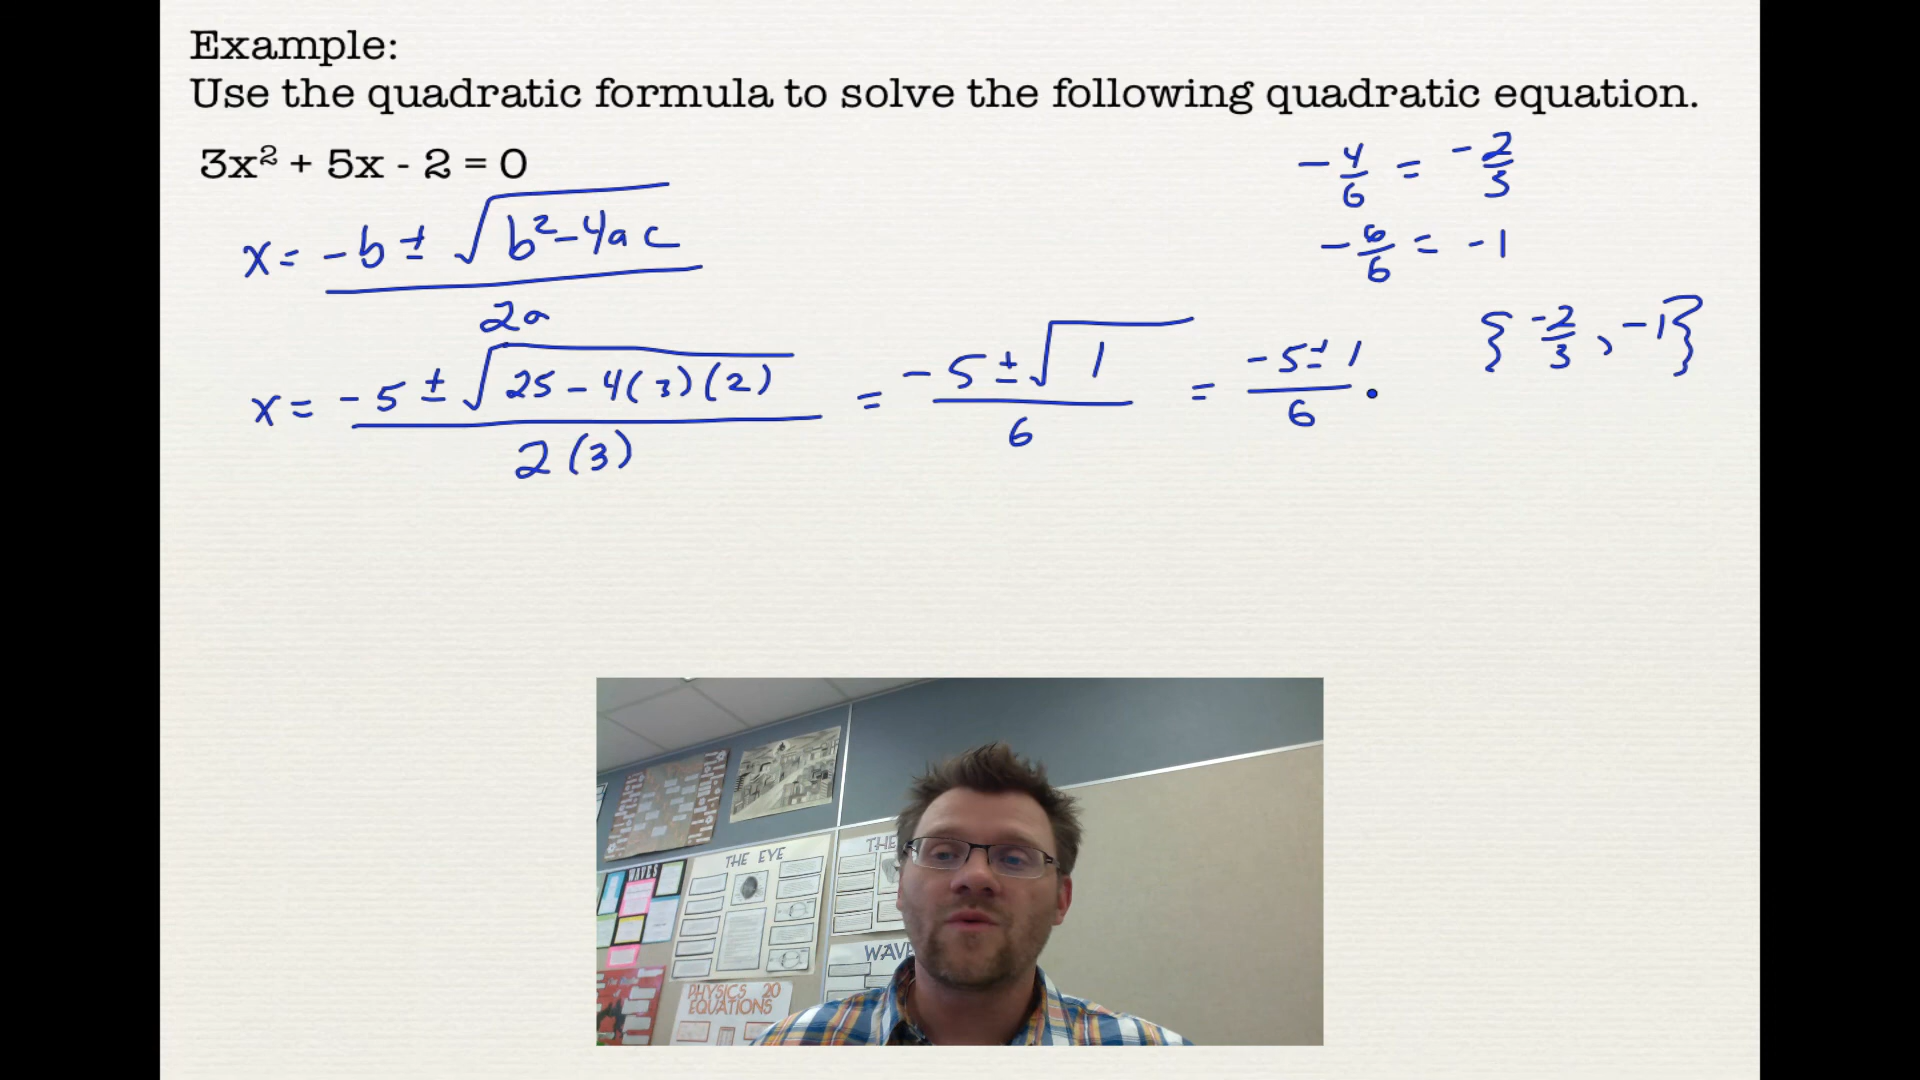 Example:
Use the quadratic formula to solve the following quadratic equation.
3x² + 5x - 2 = 0
x = -b ± √(b² - 4ac) / 2a
x = -5 ± √(25 - 4(3)(2)) / 2(3) = -5 ± √1 / 6 = -5 ± 1 / 6
-4/6 = -2/3
-6/6 = -1
{-2/3, -1}
THE EYE
THE
WAVES
WAVE
PHYSICS 20
EQUATIONS